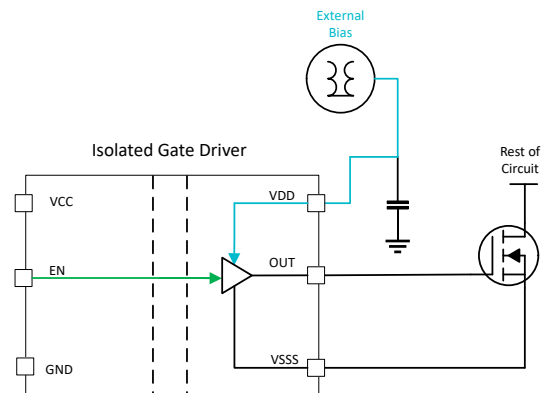 External
Bias
Isolated Gate Driver
Rest of
Circuit
VCC
VDD
EN
OUT
GND
VSSS